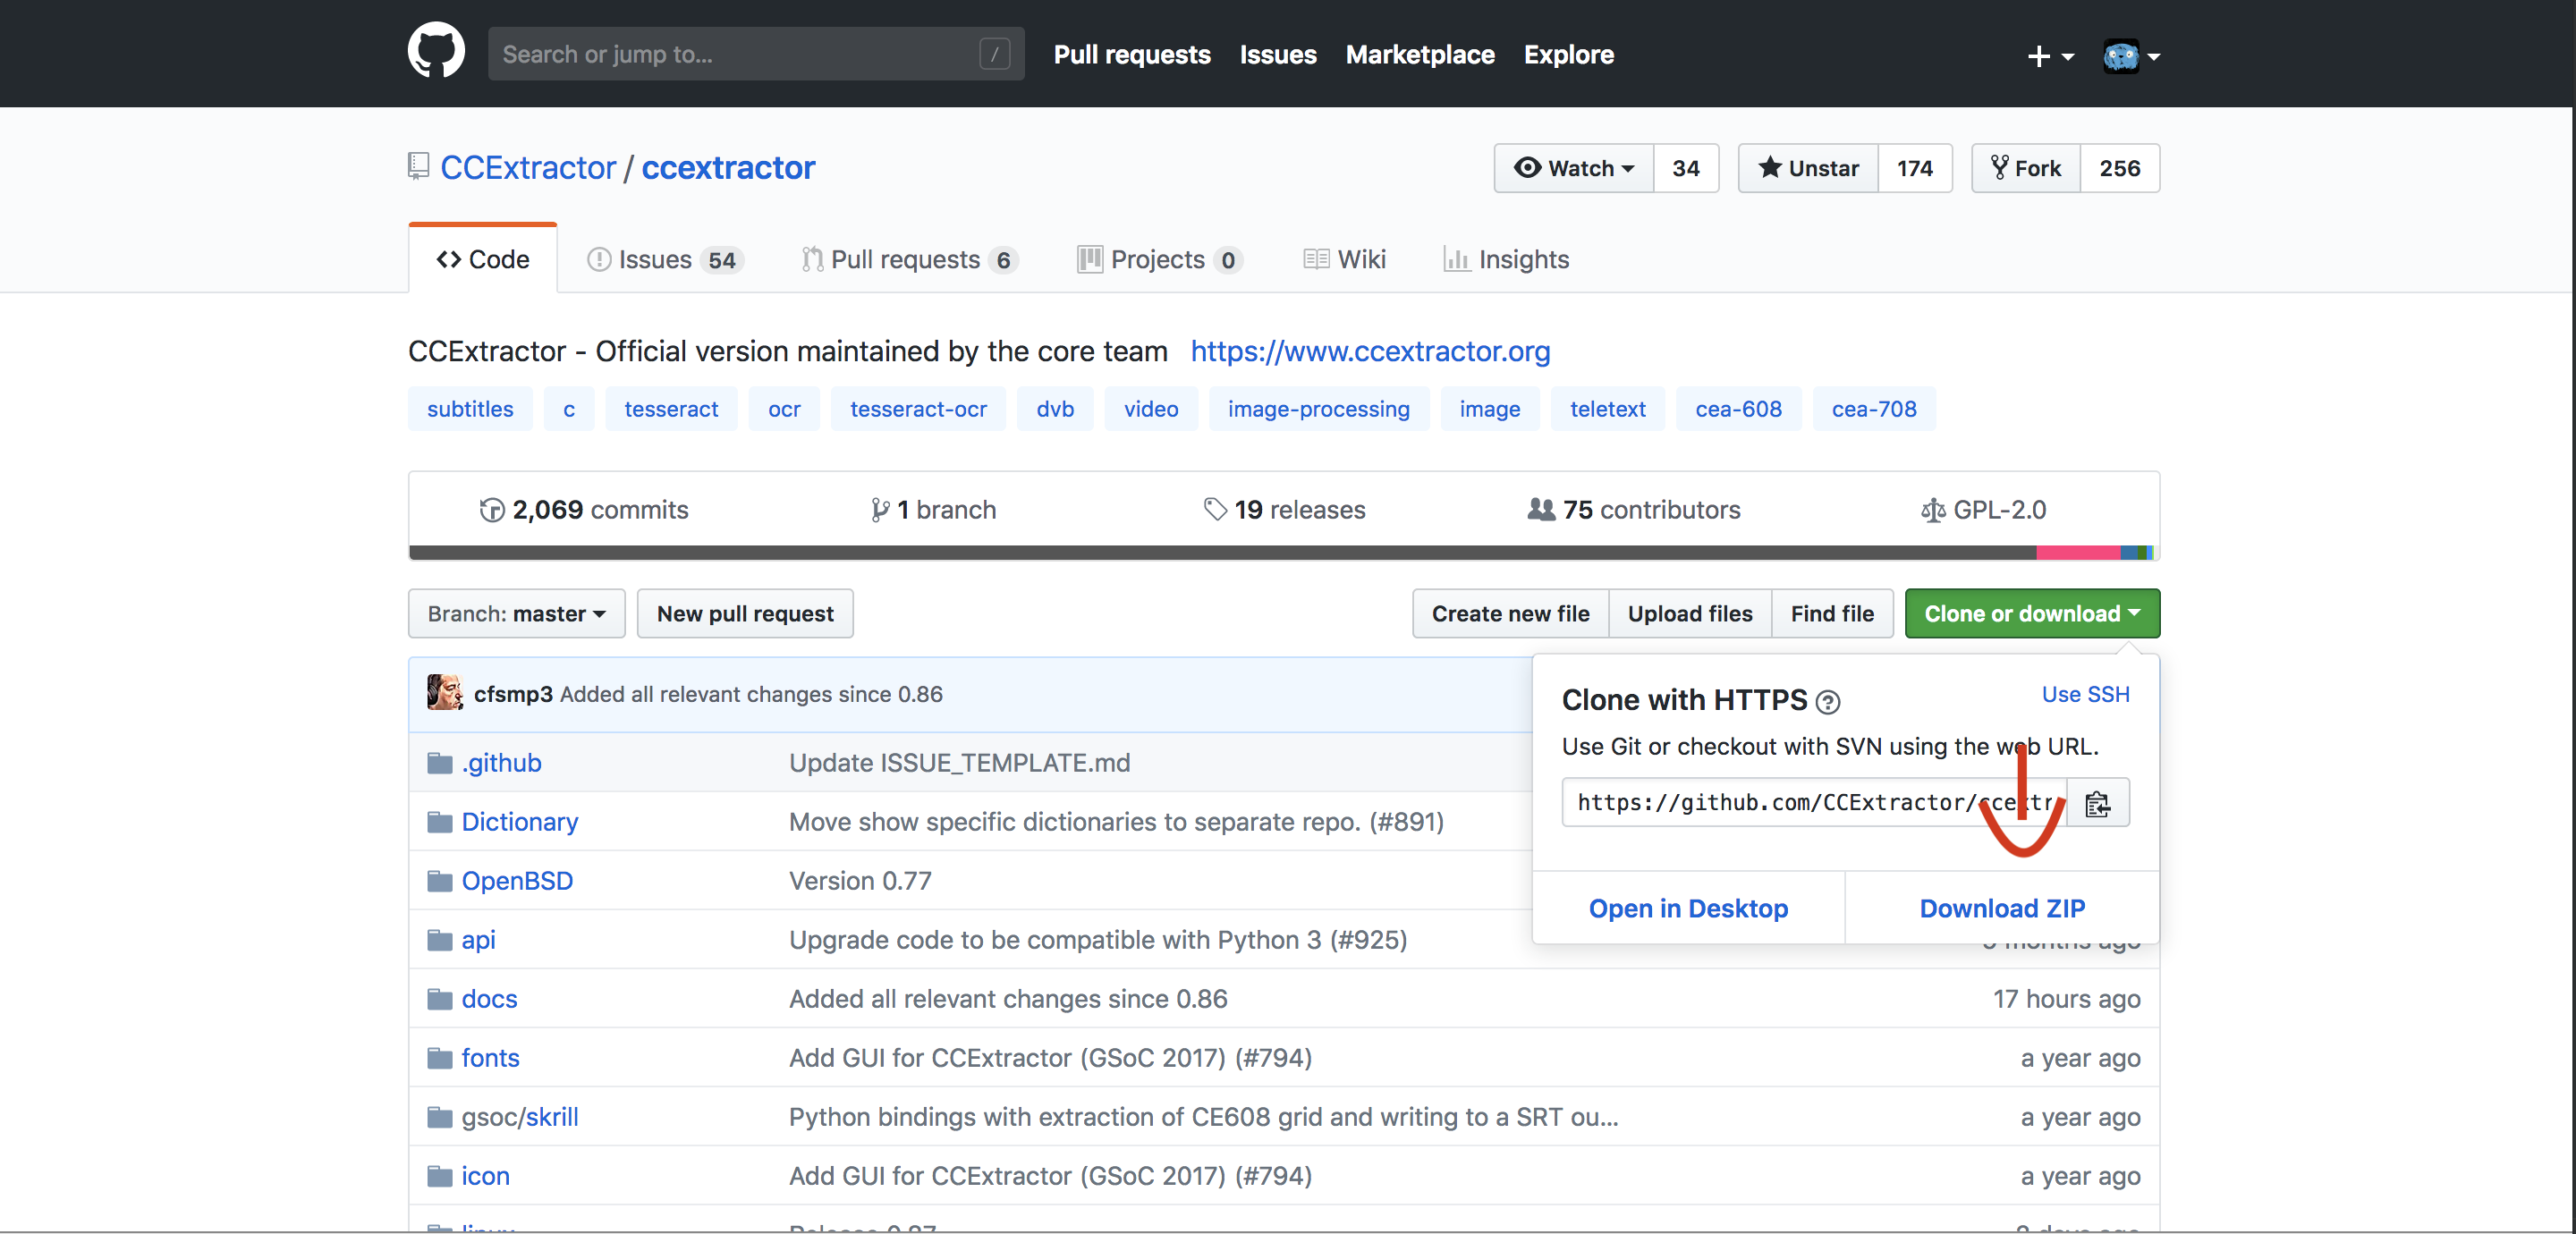 Search or jump to... /
Pull requests Issues Marketplace Explore
CCExtractor / ccextractor
Watch 34 Unstar 174 Fork 256
Code Issues 54 Pull requests 6 Projects 0 Wiki Insights
CCExtractor - Official version maintained by the core team https://www.ccextractor.org
subtitles c tesseract ocr tesseract-ocr dvb video image-processing image teletext cea-608 cea-708
2,069 commits 1 branch 19 releases 75 contributors GPL-2.0
Branch: master New pull request Create new file Upload files Find file Clone or download
cfsmp3 Added all relevant changes since 0.86
Clone with HTTPS ? Use SSH
Use Git or checkout with SVN using the web URL.
https://github.com/CCExtractor/ccextr
Open in Desktop Download ZIP
.github Update ISSUE_TEMPLATE.md
Dictionary Move show specific dictionaries to separate repo. (#891)
OpenBSD Version 0.77
api Upgrade code to be compatible with Python 3 (#925) months ago
docs Added all relevant changes since 0.86 17 hours ago
fonts Add GUI for CCExtractor (GSoC 2017) (#794) a year ago
gsoc/skrill Python bindings with extraction of CE608 grid and writing to a SRT ou... a year ago
icon Add GUI for CCExtractor (GSoC 2017) (#794) a year ago
linux Release 0.87 days ago